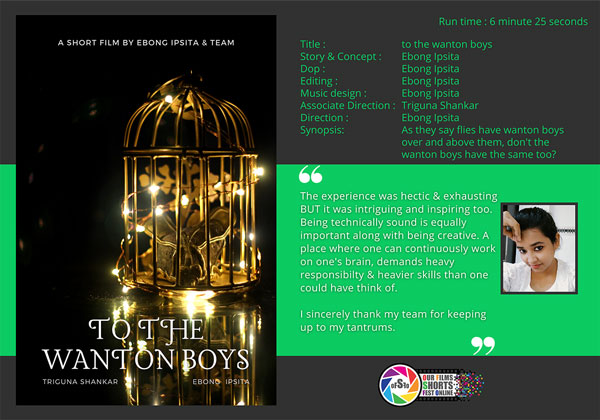 Run time : 6 minute 25 seconds
A SHORT FILM BY EBONG IPSITA & TEAM
TO THE
WANTON BOYS
TRIGUNA SHANKAR EBONG IPSITA
Title : to the wanton boys
Story & Concept : Ebong Ipsita
Dop : Ebong Ipsita
Editing : Ebong Ipsita
Music design : Ebong Ipsita
Associate Direction : Triguna Shankar
Direction : Ebong Ipsita
Synopsis: As they say flies have wanton boys
over and above them, don't the
wanton boys have the same too?
“
The experience was hectic & exhausting
BUT it was intriguing and inspiring too.
Being technically sound is equally
important along with being creative. A
place where one can continuously work
on one's brain, demands heavy
responsibilty & heavier skills than one
could have think of.
I sincerely thank my team for keeping
up to my tantrums.
”
OUR FILMS
SHORTS
FEST ONLINE